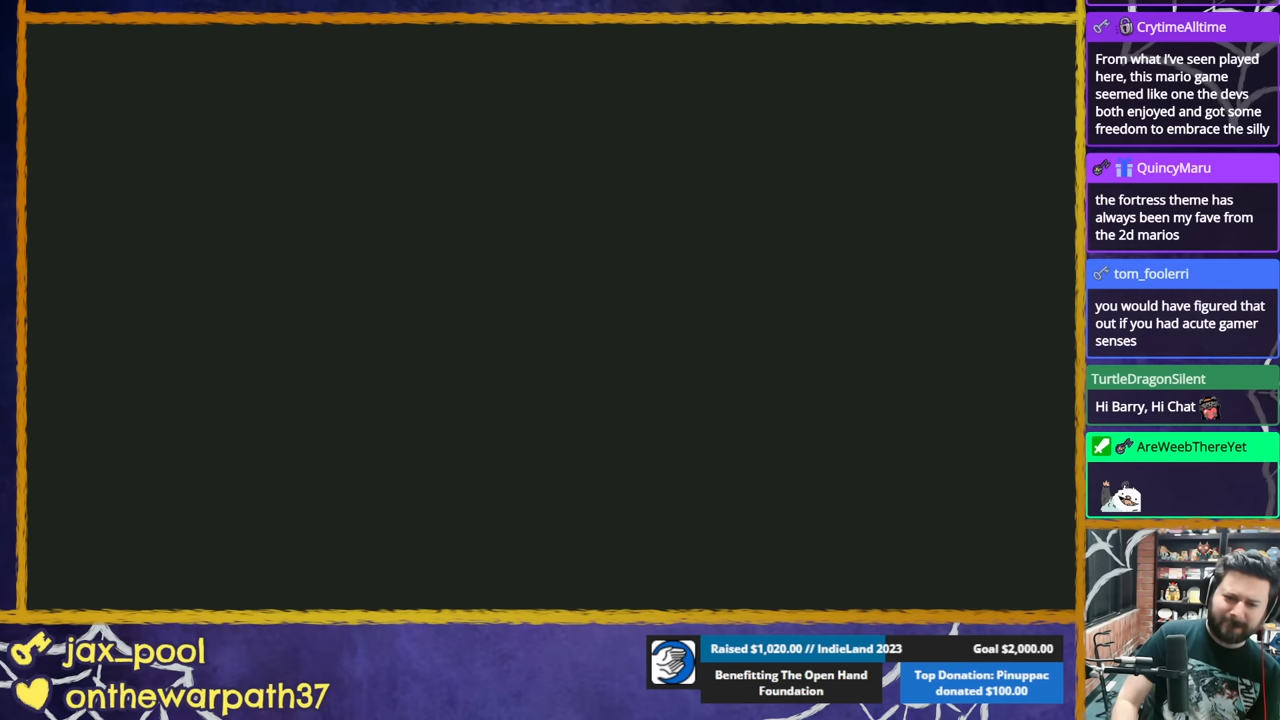 CrytimeAlltime
From what I've seen played
here, this mario game
seemed like one the devs
both enjoyed and got some
freedom to embrace the silly
QuincyMaru
the fortress theme has
always been my fave from
the 2d marios
tom_foolerri
you would have figured that
out if you had acute gamer
senses
TurtleDragonSilent
Hi Barry, Hi Chat
AreWeebThereYet
jax_pool
onthewarpath37
Raised $1,020.00 // IndieLand 2023
Goal $2,000.00
Benefitting The Open Hand
Foundation
Top Donation: Pinuppac
donated $100.00